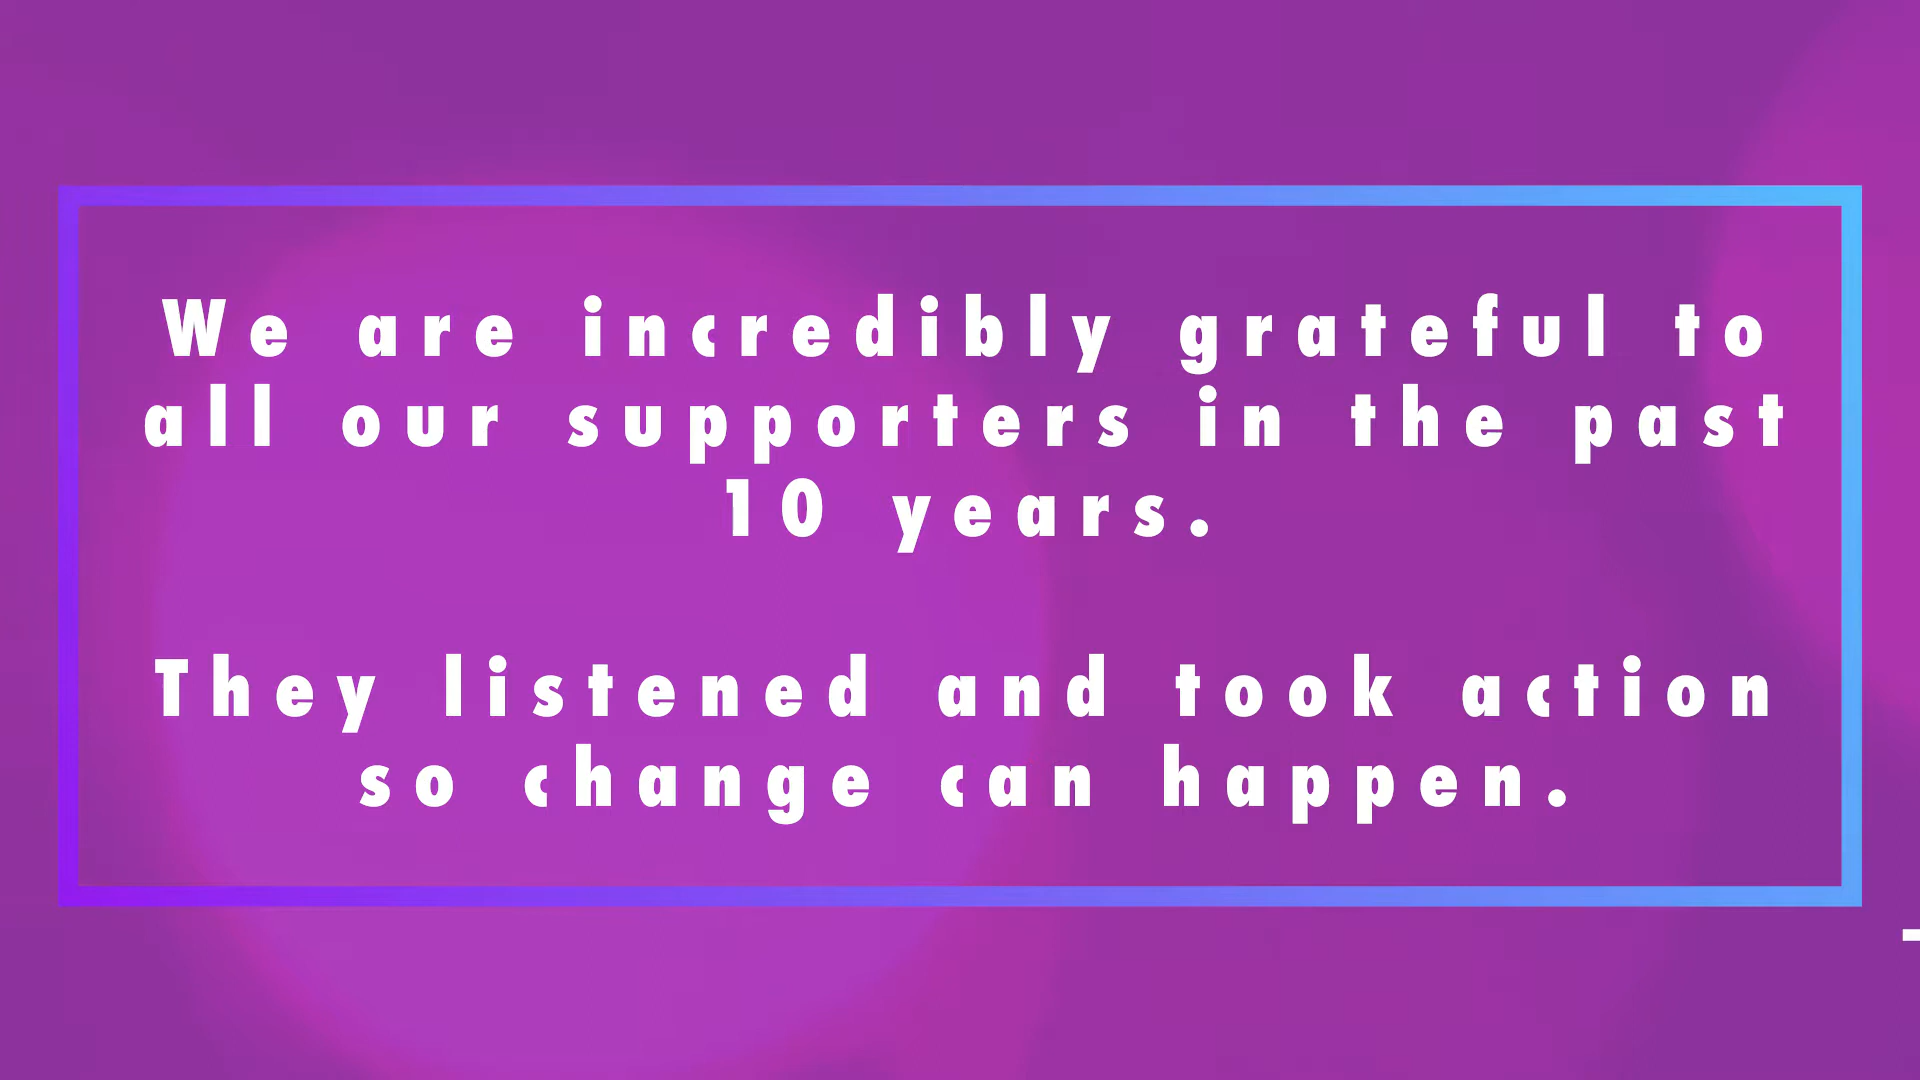 We are incredibly grateful to
all our supporters in the past
10 years.
They listened and took action
so change can happen.